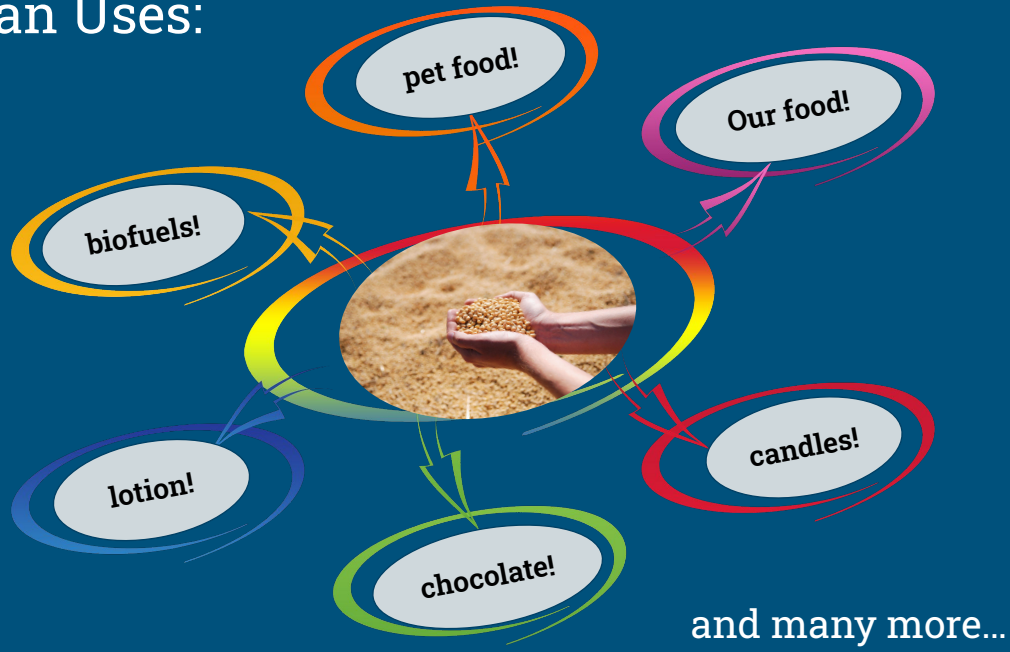 an Uses:
pet food!
Our food!
biofuels!
candles!
lotion!
chocolate!
and many more...